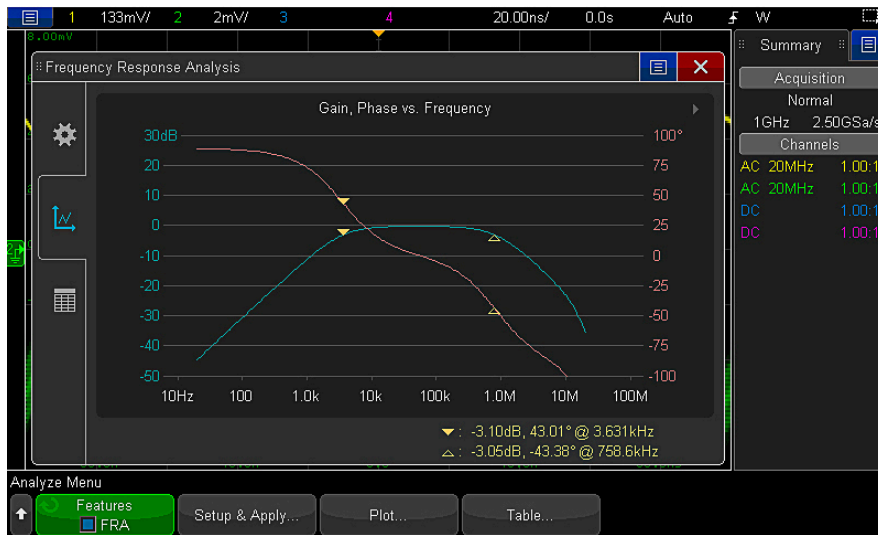 1 133mV/ 2 2mV/ 3 4 20.00ns/ 0.0s Auto W
8.00mV
Frequency Response Analysis
Summary
Acquisition
Normal
1GHz 2.50GSa/s
Channels
AC 20MHz 1.00:1
AC 20MHz 1.00:1
DC 1.00:1
DC 1.00:1
Gain, Phase vs. Frequency
30dB 100°
20 75
10 50
0 25
-10 0
-20 -25
-30 -50
-40 -75
-50 -100
10Hz 100 1.0k 10k 100k 1.0M 10M 100M
: -3.10dB, 43.01° @ 3.631kHz
: -3.05dB, -43.38° @ 758.6kHz
Analyze Menu
Features
FRA
Setup & Apply...
Plot...
Table...